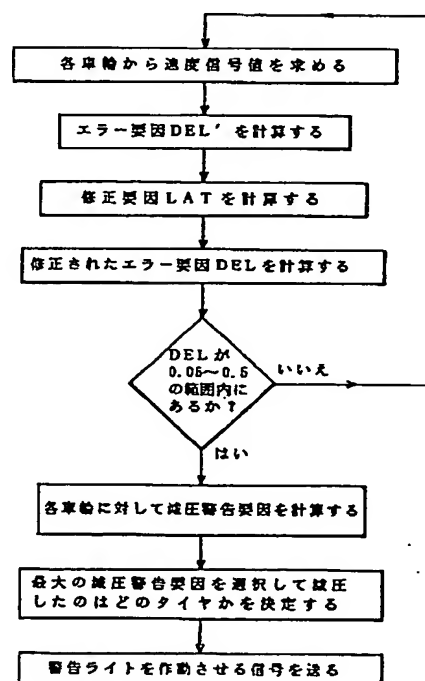 各車輪から速度信号値を求める
エラー要因DEL′を計算する
修正要因LATを計算する
修正されたエラー要因DELを計算する
DELが
0.05〜0.5
の範囲内に
あるか?
いいえ
はい
各車輪に対して減圧警告要因を計算する
最大の減圧警告要因を選択して減圧
したのはどのタイヤかを決定する
警告ライトを作動させる信号を送る